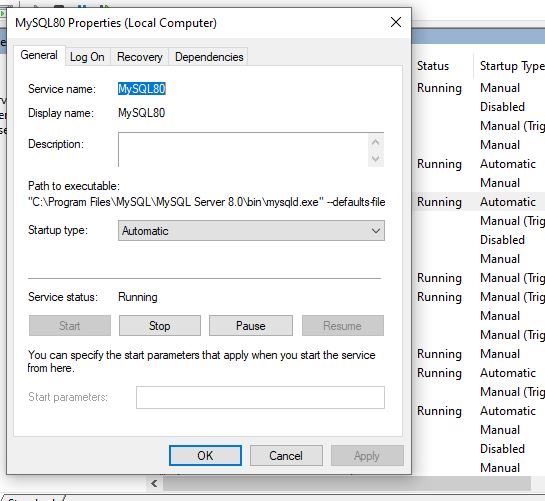 MySQL80 Properties (Local Computer)
General Log On Recovery Dependencies
Service name: MySQL80
Display name: MySQL80
Description:
Path to executable:
"C:\Program Files\MySQL\MySQL Server 8.0\bin\mysqld.exe" --defaults-file
Startup type: Automatic
Service status: Running
Start Stop Pause Resume
You can specify the start parameters that apply when you start the service
from here.
Start parameters:
OK Cancel Apply
Status Startup Type
Running Manual
Disabled
Manual (Trig
Manual
Running Automatic
Manual
Running Automatic
Manual (Trig
Disabled
Manual
Running Manual (Trig
Running Manual (Trig
Manual
Manual (Trig
Running Manual
Running Automatic
Manual (Trig
Running Automatic
Manual
Disabled
Manual